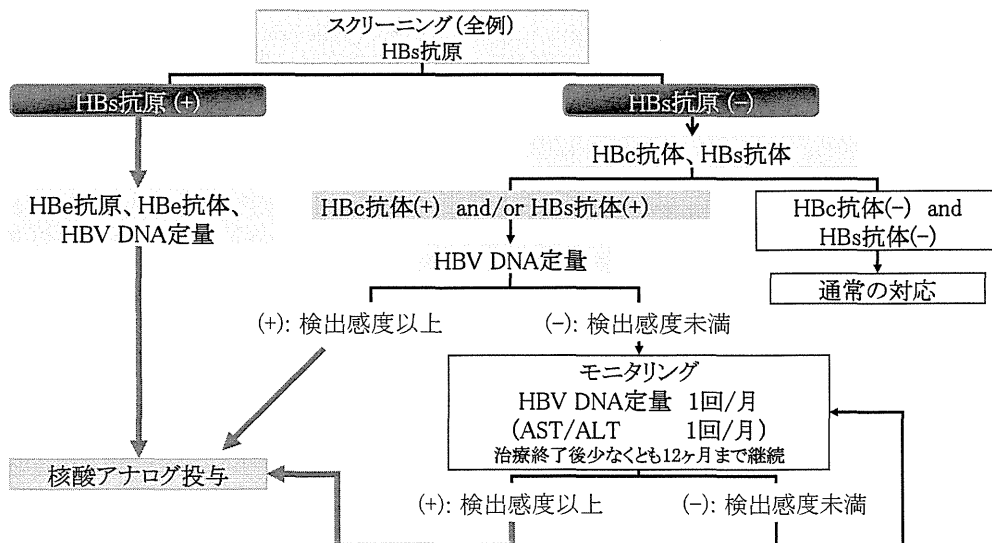 スクリーニング(全例)
HBs抗原
HBs抗原(+)
HBs抗原(-)
HBc抗体、HBs抗体
HBe抗原、HBe抗体、
HBV DNA定量
HBc抗体(+) and/or HBs抗体(+)
HBc抗体(-) and
HBs抗体(-)
HBV DNA定量
通常の対応
(+): 検出感度以上
(-): 検出感度未満
モニタリング
HBV DNA定量 1回/月
(AST/ALT 1回/月)
治療終了後少なくとも12ヶ月まで継続
核酸アナログ投与
(+): 検出感度以上
(-): 検出感度未満